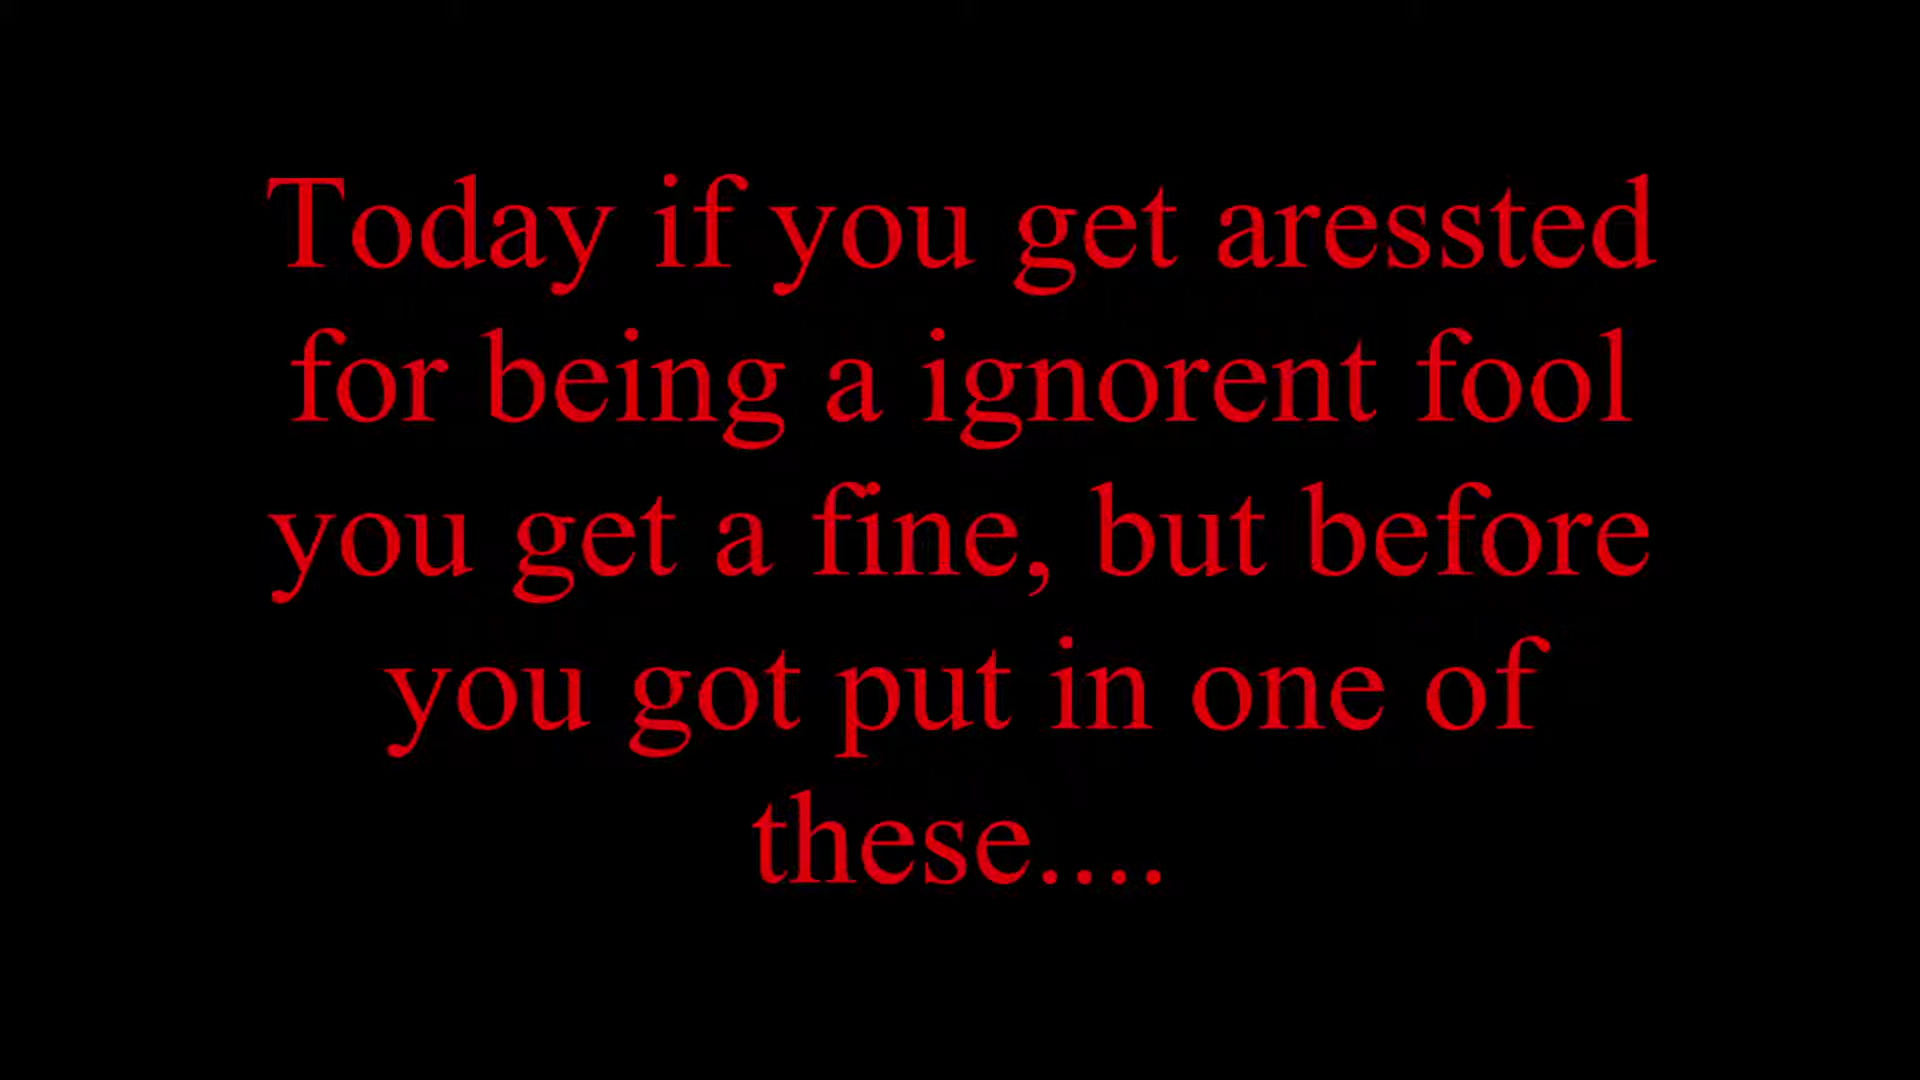 Today if you get aressted
for being a ignorent fool
you get a fine, but before
you got put in one of
these....